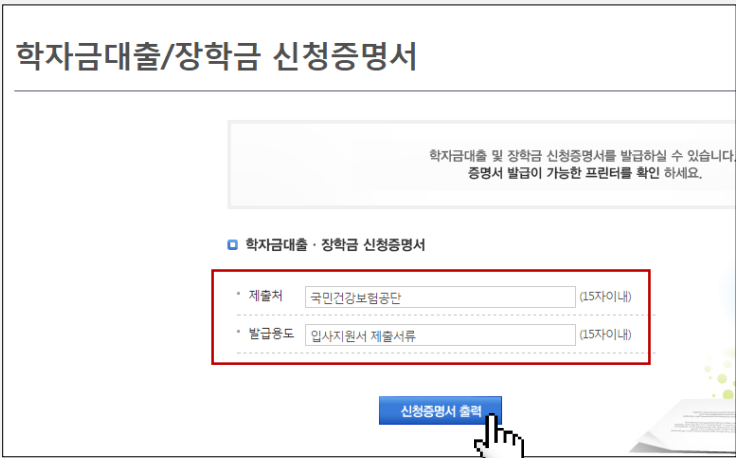 학자금대출/장학금 신청증명서
학자금대출 및 장학금 신청증명서를 발급하실 수 있습니다.
증명서 발급이 가능한 프린터를 확인 하세요.
학자금대출 · 장학금 신청증명서
제출처 국민건강보험공단 (15자이내)
발급용도 입사지원서 제출서류 (15자이내)
신청증명서 출력